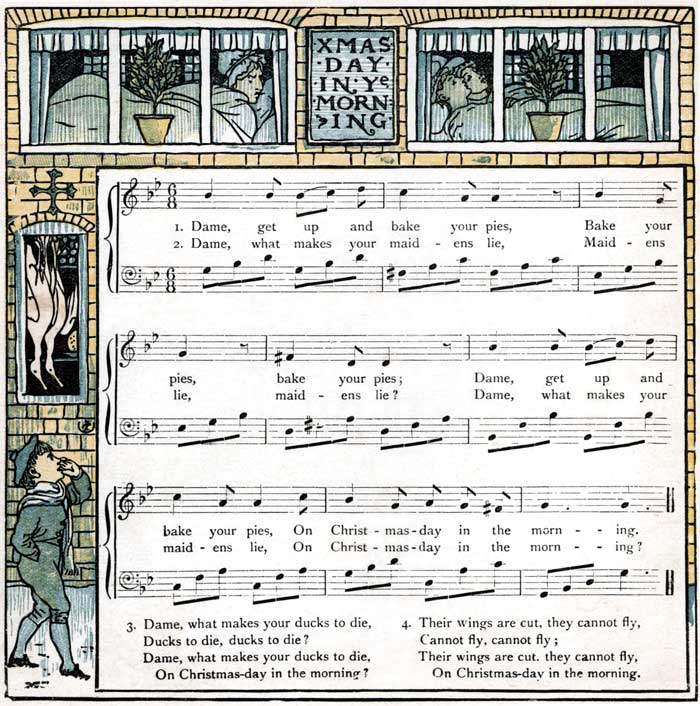 XMAS
·DAY·
IN·Ye
·MORN=
ING·
1. Dame, get up and bake your pies, Bake your
2. Dame, what makes your maid - ens lie, Maid - ens
pies, bake your pies; Dame, get up and
lie, maid - ens lie? Dame, what makes your
bake your pies, On Christ - mas-day in the morn - - ing.
maid - ens lie, On Christ - mas-day in the morn - - ing?
3. Dame, what makes your ducks to die,
Ducks to die, ducks to die?
Dame, what makes your ducks to die,
On Christmas-day in the morning?
4. Their wings are cut, they cannot fly,
Cannot fly, cannot fly;
Their wings are cut. they cannot fly,
On Christmas-day in the morning.